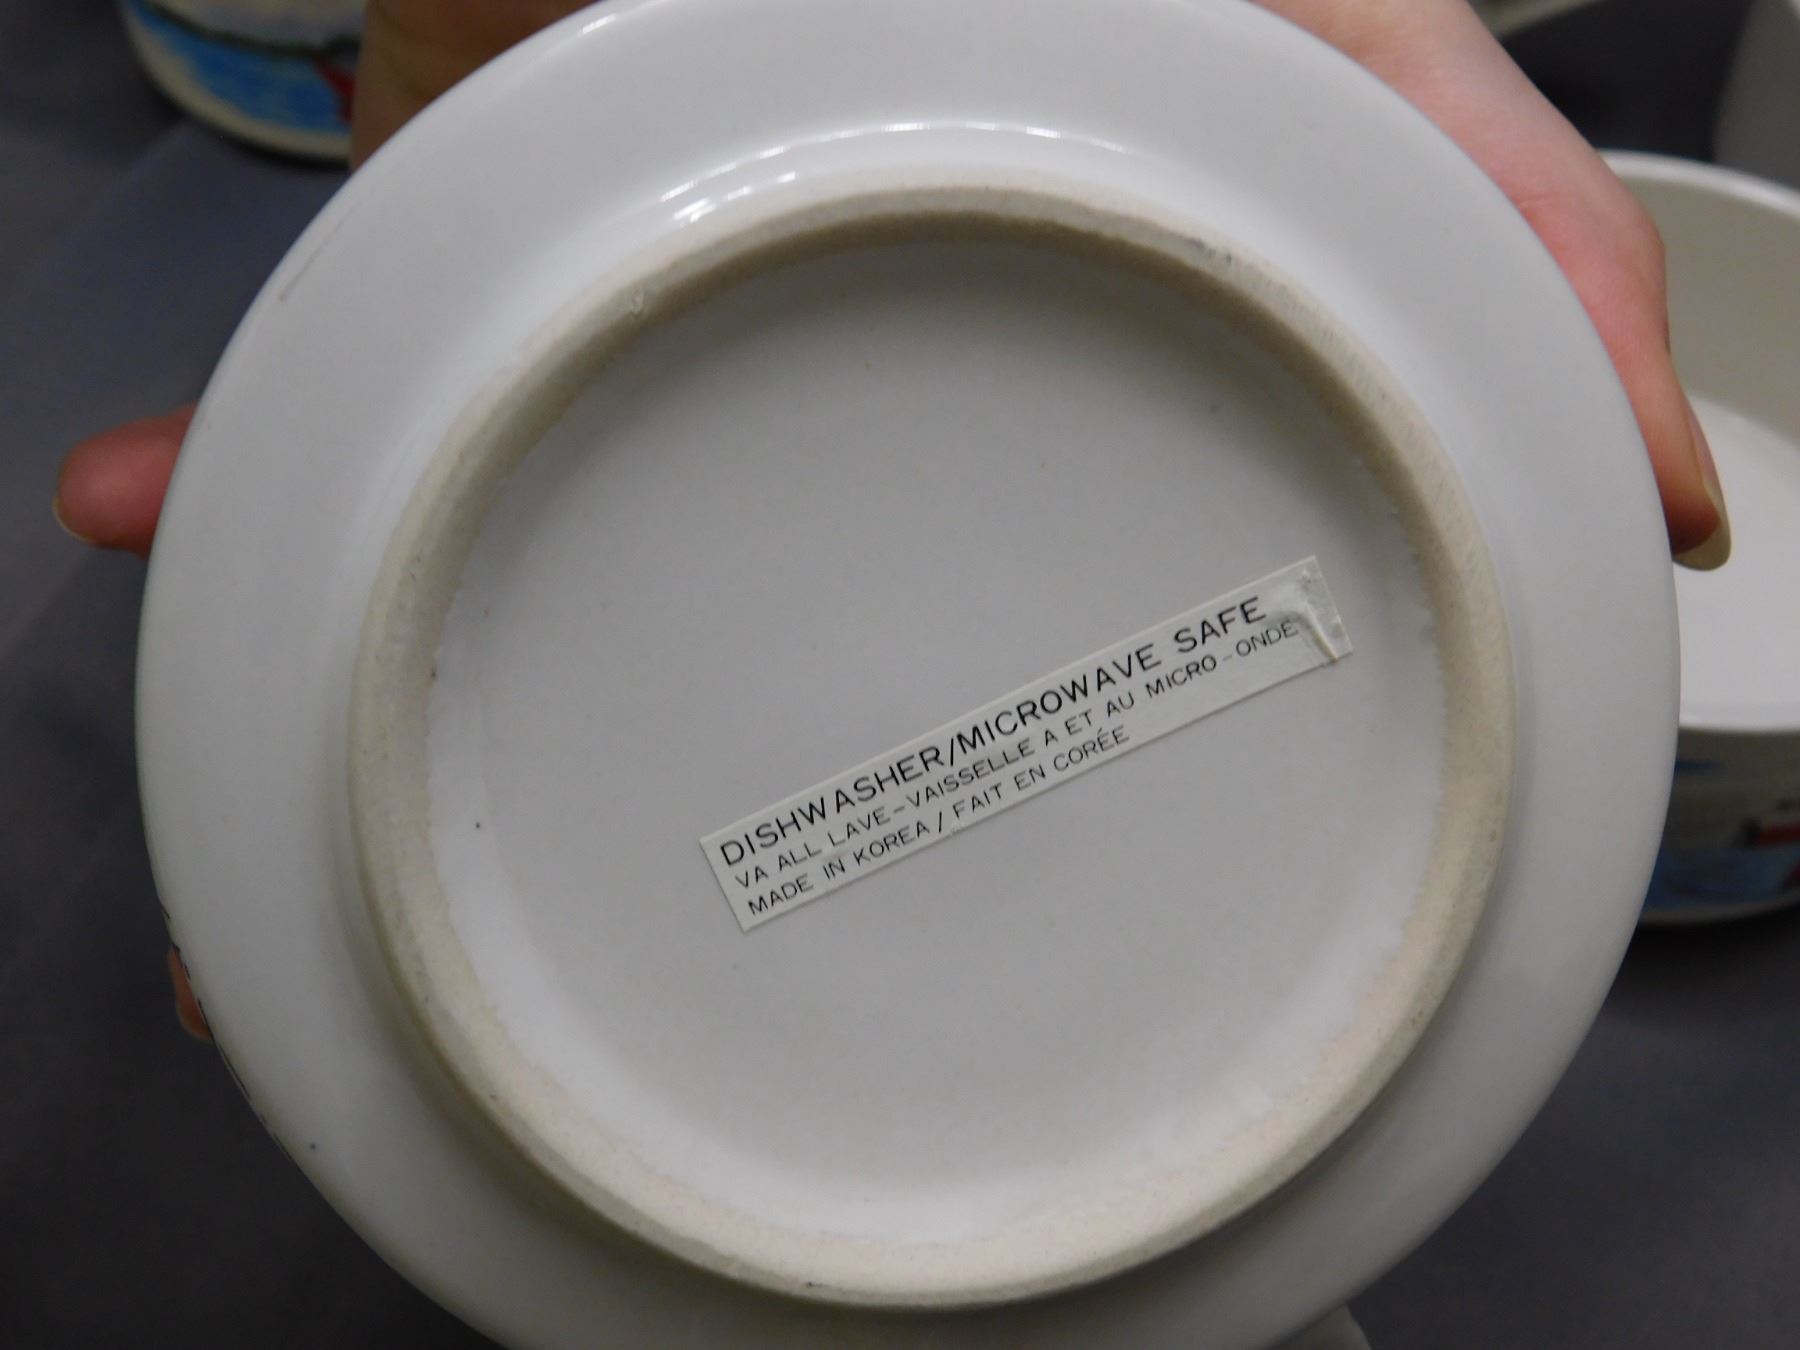 DISHWASHER/MICROWAVE SAFE
VA ALL LAVE-VAISSELLE A ET AU MICRO-ONDE
MADE IN KOREA / FAIT EN CORÉE